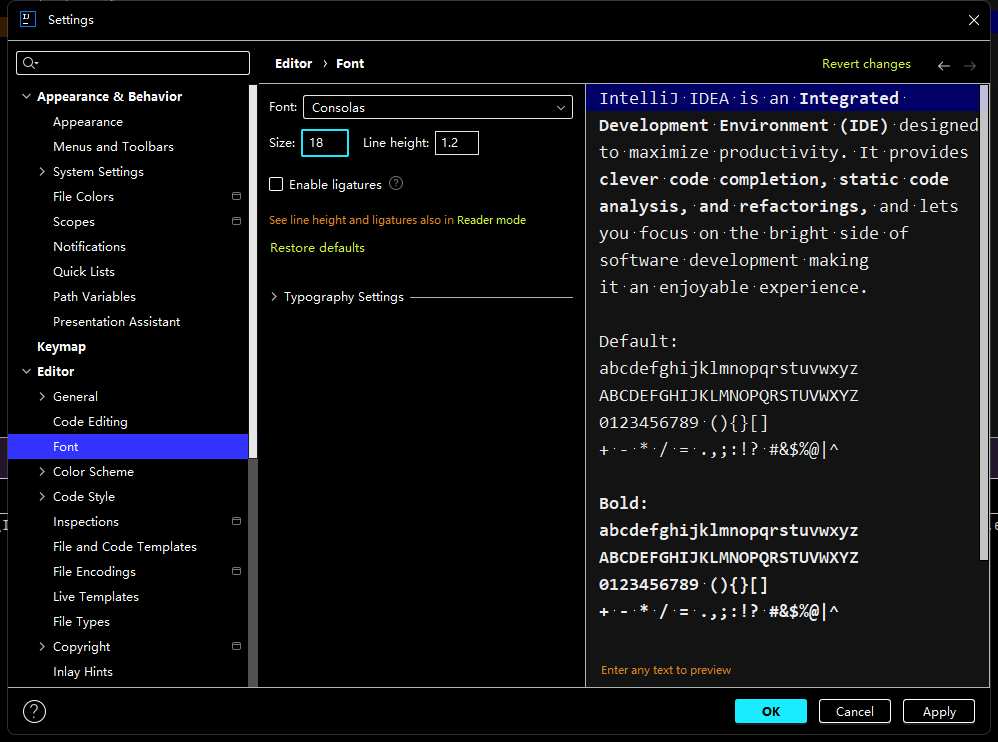 IJ
Settings
Editor › Font
Revert changes
Appearance & Behavior
Appearance
Menus and Toolbars
System Settings
File Colors
Scopes
Notifications
Quick Lists
Path Variables
Presentation Assistant
Keymap
Editor
General
Code Editing
Font
Color Scheme
Code Style
Inspections
File and Code Templates
File Encodings
Live Templates
File Types
Copyright
Inlay Hints
Font: Consolas
Size: 18 Line height: 1.2
Enable ligatures ?
See line height and ligatures also in Reader mode
Restore defaults
Typography Settings
IntelliJ IDEA is an Integrated
Development Environment (IDE) designed
to maximize productivity. It provides
clever code completion, static code
analysis, and refactorings, and lets
you focus on the bright side of
software development making
it an enjoyable experience.
Default:
abcdefghijklmnopqrstuvwxyz
ABCDEFGHIJKLMNOPQRSTUVWXYZ
0123456789 (){}[]
+ - * / = .,;:!? #&$%@|^
Bold:
abcdefghijklmnopqrstuvwxyz
ABCDEFGHIJKLMNOPQRSTUVWXYZ
0123456789 (){}[]
+ - * / = .,;:!? #&$%@|^
Enter any text to preview
?
OK
Cancel
Apply